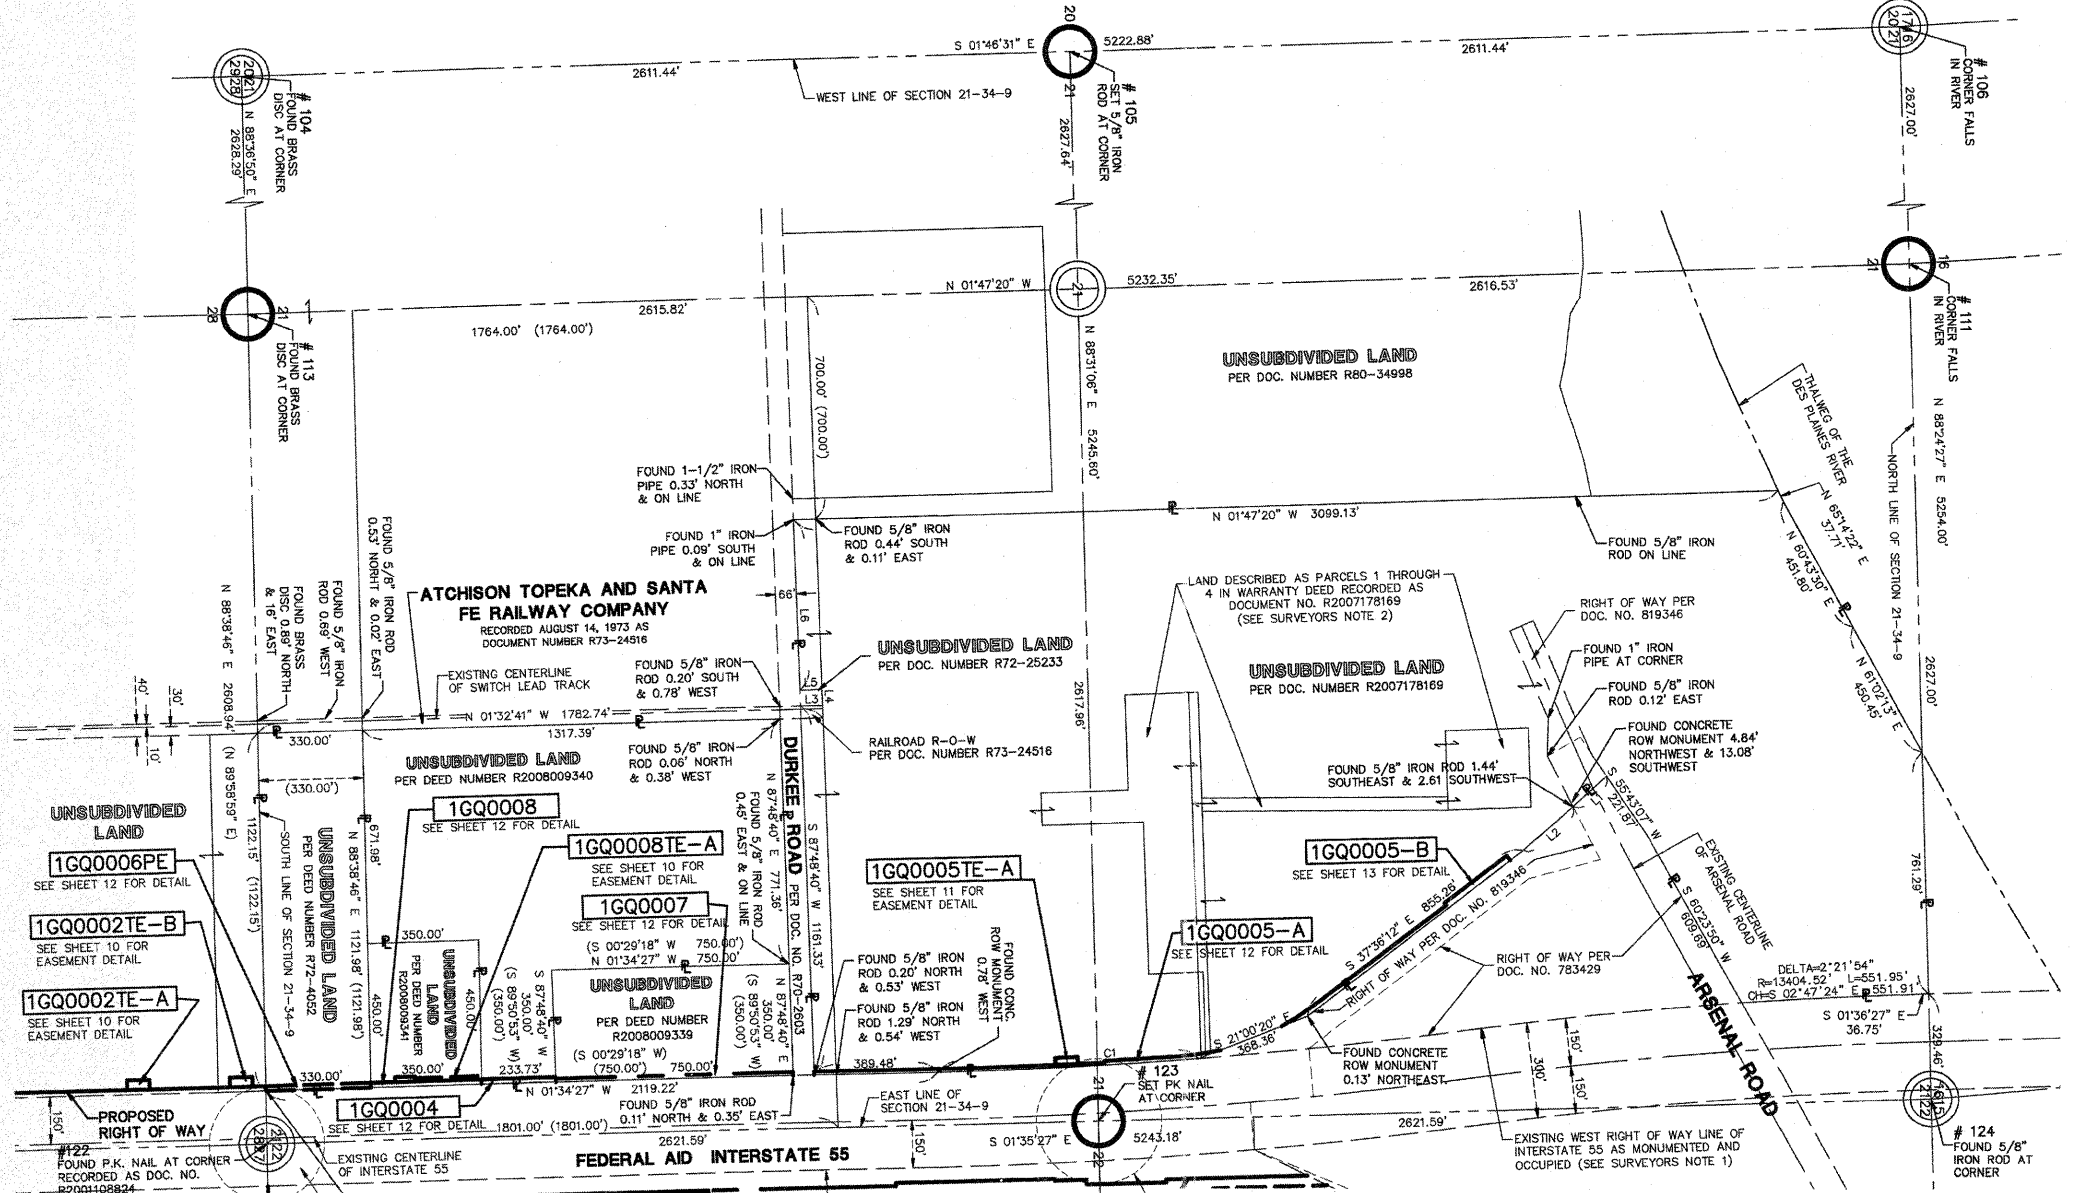 20
21
29
28
# 104
FOUND BRASS
DISC AT CORNER
N 88°36'50" E
2628.29'
2611.44'
S 01°46'31" E
5222.88'
WEST LINE OF SECTION 21-34-9
20
21
# 105
SET 5/8" IRON
ROD AT CORNER
2627.64'
2611.44'
17
16
20
21
# 106
CORNER FALLS
IN RIVER
2627.00'
28
21
# 113
FOUND BRASS
DISC AT CORNER
2615.82'
1764.00' (1764.00')
N 01°47'20" W
5232.35'
21
2616.53'
16
21
# 111
CORNER FALLS
IN RIVER
700.00' (700.00')
N 88°31'06" E 5245.60'
UNSUBDIVIDED LAND
PER DOC. NUMBER R80-34998
THALWEG OF THE
DES PLAINES RIVER
N 65°14'22" E
37.71'
N 60°43'30" E
451.80'
N 61°02'13" E
450.45'
N 88°24'27" E 5254.00'
NORTH LINE OF SECTION 21-34-9
2627.00'
FOUND 1-1/2" IRON
PIPE 0.33' NORTH
& ON LINE
FOUND 1" IRON
PIPE 0.09' SOUTH
& ON LINE
FOUND 5/8" IRON
ROD 0.44' SOUTH
& 0.11' EAST
N 01°47'20" W 3099.13'
FOUND 5/8" IRON
ROD ON LINE
N 88°38'46" E 2608.94'
(N 89°58'59" E)
FOUND BRASS
DISC 0.89' NORTH
& 16' EAST
FOUND 5/8" IRON
ROD 0.69' WEST
FOUND 5/8" IRON ROD
0.53' NORHT & 0.02' EAST
ATCHISON TOPEKA AND SANTA
FE RAILWAY COMPANY
RECORDED AUGUST 14, 1973 AS
DOCUMENT NUMBER R73-24516
EXISTING CENTERLINE
OF SWITCH LEAD TRACK
66'
L6
L5
L4
L3
FOUND 5/8" IRON
ROD 0.20' SOUTH
& 0.78' WEST
UNSUBDIVIDED LAND
PER DOC. NUMBER R72-25233
LAND DESCRIBED AS PARCELS 1 THROUGH
4 IN WARRANTY DEED RECORDED AS
DOCUMENT NO. R2007178169
(SEE SURVEYORS NOTE 2)
RIGHT OF WAY PER
DOC. NO. 819346
FOUND 1" IRON
PIPE AT CORNER
UNSUBDIVIDED LAND
PER DOC. NUMBER R2007178169
FOUND 5/8" IRON
ROD 0.12' EAST
FOUND CONCRETE
ROW MONUMENT 4.84'
NORTHWEST & 13.08'
SOUTHWEST
40'
30'
10'
N 01°32'41" W 1782.74'
330.00'
1317.39'
2617.96'
RAILROAD R-O-W
PER DOC. NUMBER R73-24516
FOUND 5/8" IRON
ROD 0.06' NORTH
& 0.38' WEST
UNSUBDIVIDED LAND
PER DEED NUMBER R2008009340
(330.00')
FOUND 5/8" IRON ROD 1.44'
SOUTHEAST & 2.61 SOUTHWEST
L2
S 55°43'07" W
221.87'
EXISTING CENTERLINE
OF ARSENAL ROAD
S 60°23'50" W
609.69'
761.29'
UNSUBDIVIDED
LAND
1GQ0006PE
SEE SHEET 12 FOR DETAIL
1GQ0002TE-B
SEE SHEET 10 FOR
EASEMENT DETAIL
1GQ0002TE-A
SEE SHEET 10 FOR
EASEMENT DETAIL
1122.15' (1122.15')
SOUTH LINE OF SECTION 21-34-9
UNSUBDIVIDED LAND
PER DEED NUMBER R72-4052
671.98'
N 88°38'46" E 1121.98' (1121.98')
450.00'
1GQ0008
SEE SHEET 12 FOR DETAIL
1GQ0008TE-A
SEE SHEET 10 FOR
EASEMENT DETAIL
1GQ0007
SEE SHEET 12 FOR DETAIL
350.00'
UNSUBDIVIDED
LAND
PER DEED NUMBER
R2008009341
450.00'
(S 89°50'53" W)
(350.00')
S 87°48'40" W
350.00'
(S 00°29'18" W 750.00')
N 01°34'27" W 750.00'
UNSUBDIVIDED
LAND
PER DEED NUMBER
R2008009339
(S 00°29'18" W)
(750.00')
750.00'
DURKEE ROAD PER DOC. NO. R70-2603
N 87°48'40" E 771.36'
FOUND 5/8" IRON ROD
0.45' EAST & ON LINE
N 87°48'40" E
350.00'
(S 89°50'53" W)
(350.00')
S 87°48'40" W 1161.33'
1GQ0005TE-A
SEE SHEET 11 FOR
EASEMENT DETAIL
FOUND 5/8" IRON
ROD 0.20' NORTH
& 0.53' WEST
FOUND 5/8" IRON
ROD 1.29' NORTH
& 0.54' WEST
FOUND CONC.
ROW MONUMENT
0.78' WEST
1GQ0005-A
SEE SHEET 12 FOR DETAIL
1GQ0005-B
SEE SHEET 13 FOR DETAIL
S 37°36'12" E 855.26'
RIGHT OF WAY PER DOC. NO. 819346
RIGHT OF WAY PER
DOC. NO. 783429
ARSENAL ROAD
DELTA=2°21'54"
R=13404.52' L=551.95'
CH=S 02°47'24" E 551.91'
S 01°36'27" E
36.75'
329.46'
S 21°00'20" E
368.36'
C1
FOUND CONCRETE
ROW MONUMENT
0.13' NORTHEAST.
300'
150'
150'
330.00'
350.00'
233.73'
389.48'
1GQ0004
SEE SHEET 12 FOR DETAIL
N 01°34'27" W 2119.22'
FOUND 5/8" IRON ROD
0.11' NORTH & 0.35' EAST
1801.00' (1801.00')
2621.59'
EAST LINE OF
SECTION 21-34-9
21
22
# 123
SET PK NAIL
AT CORNER
S 01°35'27" E
5243.18'
2621.59'
150'
PROPOSED
RIGHT OF WAY
150'
#122
FOUND P.K. NAIL AT CORNER
RECORDED AS DOC. NO.
R2001108824
21
22
28
27
EXISTING CENTERLINE
OF INTERSTATE 55
FEDERAL AID INTERSTATE 55
EXISTING WEST RIGHT OF WAY LINE OF
INTERSTATE 55 AS MONUMENTED AND
OCCUPIED (SEE SURVEYORS NOTE 1)
16
15
21
22
# 124
FOUND 5/8"
IRON ROD AT
CORNER